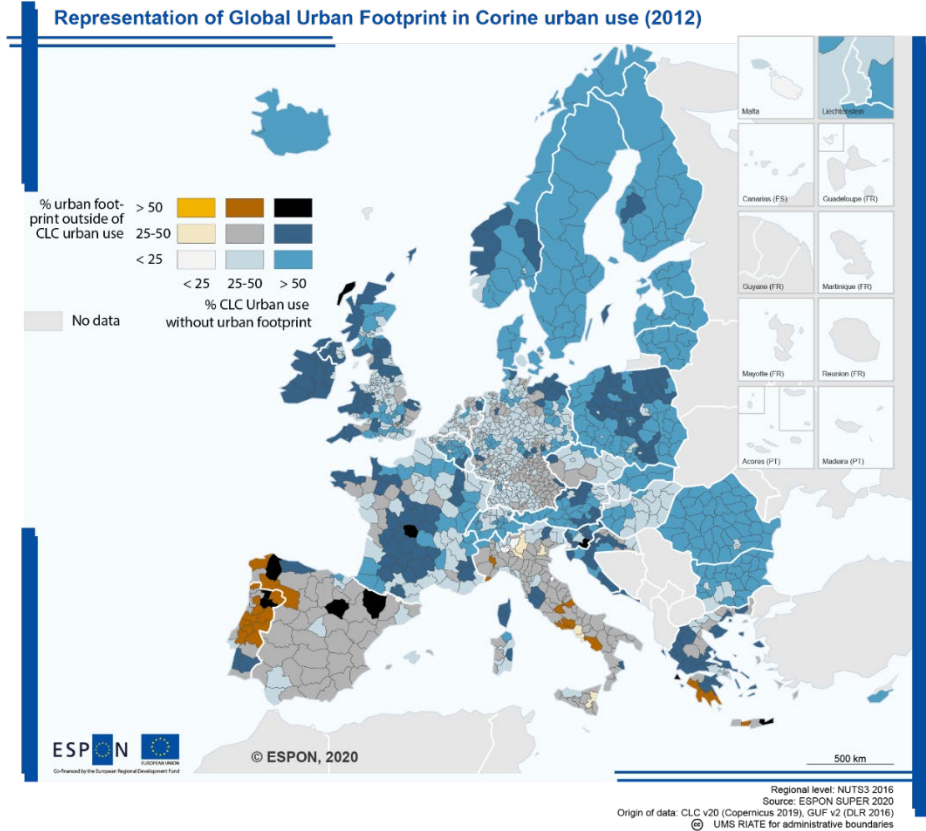 Representation of Global Urban Footprint in Corine urban use (2012)
Malta
Liechtenstein
Canarias (ES)
Guadeloupe (FR)
Guyane (FR)
Martinique (FR)
Mayotte (FR)
Reunion (FR)
Acores (PT)
Madeira (PT)
% urban foot-
print outside of
CLC urban use
> 50
25-50
< 25
< 25
25-50
> 50
% CLC Urban use
without urban footprint
No data
ESPON
EUROPEAN UNION
Co-financed by the European Regional Development Fund
© ESPON, 2020
500 km
Regional level: NUTS3 2016
Source: ESPON SUPER 2020
Origin of data: CLC v20 (Copernicus 2019), GUF v2 (DLR 2016)
UMS RIATE for administrative boundaries